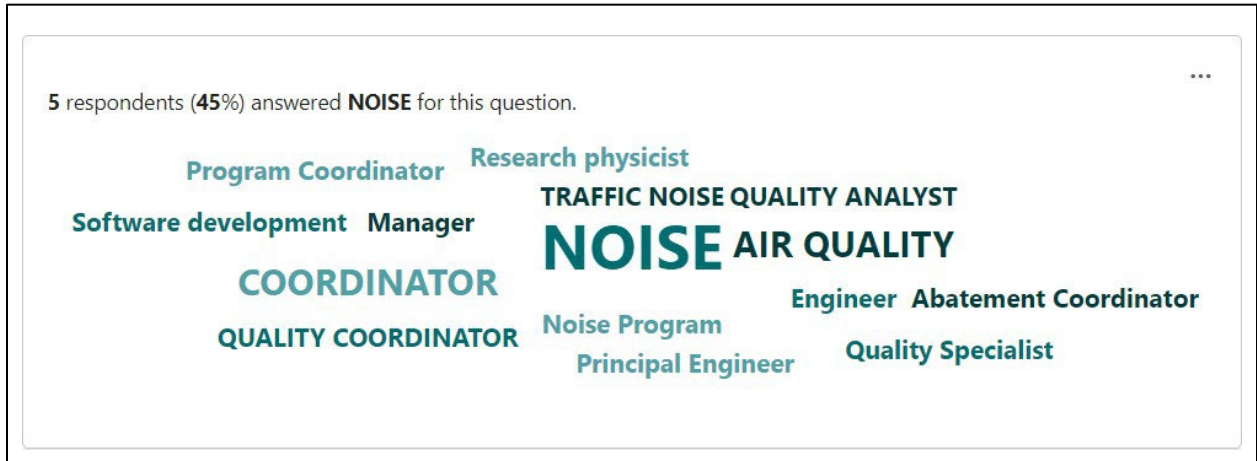 ...
5 respondents (45%) answered NOISE for this question.
Research physicist
Program Coordinator
TRAFFIC NOISE QUALITY ANALYST
Software development Manager
NOISE AIR QUALITY
COORDINATOR
Engineer Abatement Coordinator
Noise Program
QUALITY COORDINATOR
Quality Specialist
Principal Engineer